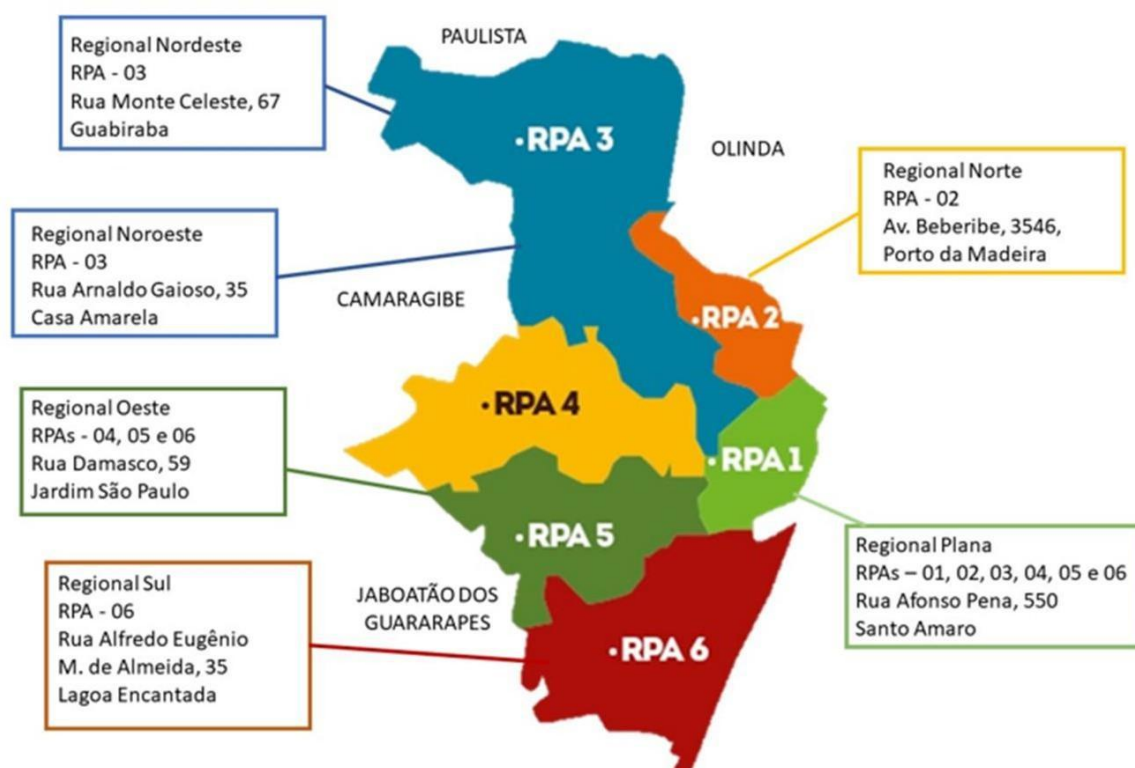 PAULISTA
Regional Nordeste
RPA - 03
Rua Monte Celeste, 67
Guabiraba
RPA 3
OLINDA
Regional Norte
RPA - 02
Av. Beberibe, 3546,
Porto da Madeira
Regional Noroeste
RPA - 03
Rua Arnaldo Gaioso, 35
Casa Amarela
CAMARAGIBE
RPA 2
Regional Oeste
RPAs - 04, 05 e 06
Rua Damasco, 59
Jardim São Paulo
RPA 4
RPA 1
RPA 5
Regional Plana
RPAs – 01, 02, 03, 04, 05 e 06
Rua Afonso Pena, 550
Santo Amaro
Regional Sul
RPA - 06
Rua Alfredo Eugênio
M. de Almeida, 35
Lagoa Encantada
JABOATÃO DOS
GUARARAPES
RPA 6